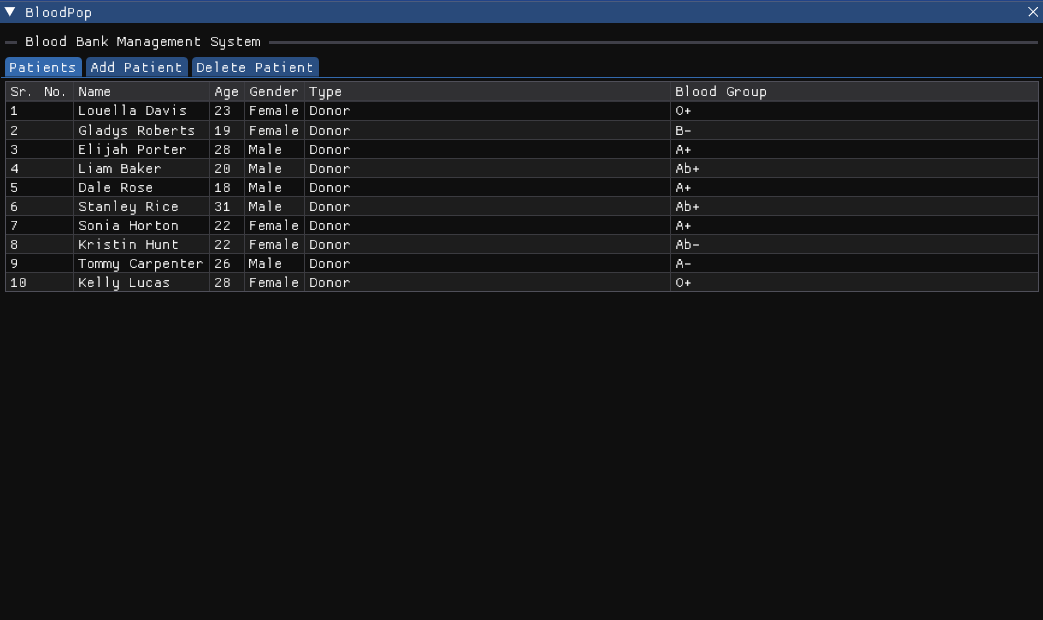 BloodPop
Blood Bank Management System
Patients Add Patient Delete Patient
Sr. No. Name Age Gender Type Blood Group
1 Louella Davis 23 Female Donor O+
2 Gladys Roberts 19 Female Donor B-
3 Elijah Porter 28 Male Donor A+
4 Liam Baker 20 Male Donor Ab+
5 Dale Rose 18 Male Donor A+
6 Stanley Rice 31 Male Donor Ab+
7 Sonia Horton 22 Female Donor A+
8 Kristin Hunt 22 Female Donor Ab-
9 Tommy Carpenter 26 Male Donor A-
10 Kelly Lucas 28 Female Donor O+